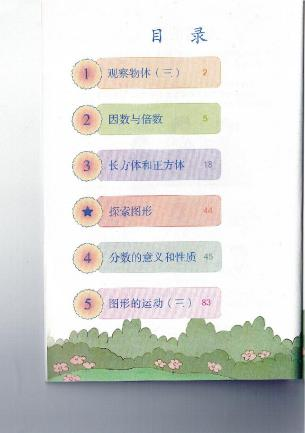 目 录
1 观察物体(三) 2
2 因数与倍数 5
3 长方体和正方体 18
★ 探索图形 44
4 分数的意义和性质 45
5 图形的运动(三) 83